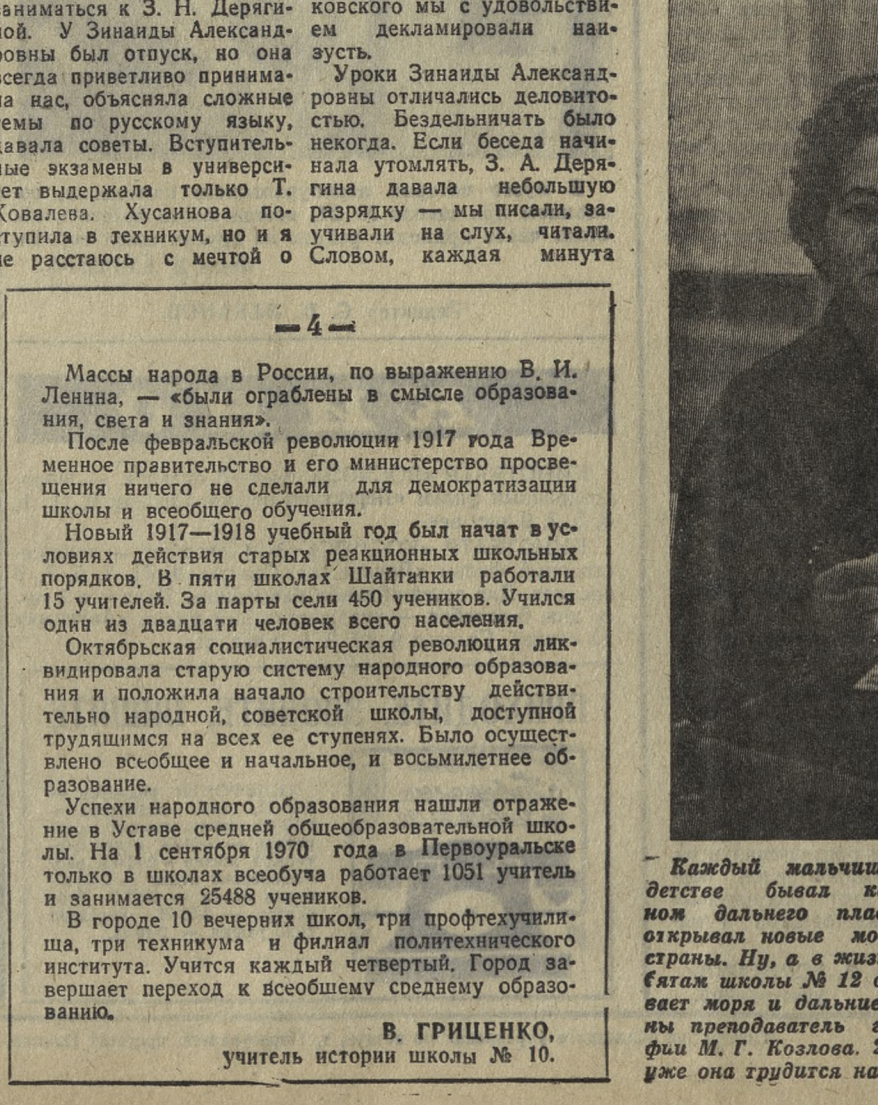 заниматься к З. Н. Деряги-
ной. У Зинаиды Александ-
ровны был отпуск, но она
всегда приветливо принима-
ла нас, объясняла сложные
темы по русскому языку,
давала советы. Вступитель-
ные экзамены в универси-
тет выдержала только Т.
Ковалева. Хусаинова по-
ступила в техникум, но и я
не расстаюсь с мечтой о
ковского мы с удовольстви-
ем декламировали наи-
зусть.
Уроки Зинаиды Александ-
ровны отличались деловито-
стью. Бездельничать было
некогда. Если беседа начи-
нала утомлять, З. А. Деря-
гина давала небольшую
разрядку — мы писали, за-
учивали на слух, читали.
Словом, каждая минута
— 4 —
Массы народа в России, по выражению В. И.
Ленина, — «были ограблены в смысле образова-
ния, света и знания».
После февральской революции 1917 года Вре-
менное правительство и его министерство просве-
щения ничего не сделали для демократизации
школы и всеобщего обучения.
Новый 1917—1918 учебный год был начат в ус-
ловиях действия старых реакционных школьных
порядков. В пяти школах Шайтанки работали
15 учителей. За парты сели 450 учеников. Учился
один из двадцати человек всего населения.
Октябрьская социалистическая революция лик-
видировала старую систему народного образова-
ния и положила начало строительству действи-
тельно народной, советской школы, доступной
трудящимся на всех ее ступенях. Было осущест-
влено всеобщее и начальное, и восьмилетнее об-
разование.
Успехи народного образования нашли отраже-
ние в Уставе средней общеобразовательной шко-
лы. На 1 сентября 1970 года в Первоуральске
только в школах всеобуча работает 1051 учитель
и занимается 25488 учеников.
В городе 10 вечерних школ, три профтехучили-
ща, три техникума и филиал политехнического
института. Учится каждый четвертый. Город за-
вершает переход к всеобщему среднему образо-
ванию.
В. ГРИЦЕНКО,
учитель истории школы № 10.
Каждый мальчиш
детстве бывал к
ном дальнего пла
открывал новые мо
страны. Ну, а в жиз
бятам школы № 12 о
вает моря и дальние
ны преподаватель г
фии М. Г. Козлова.
уже она трудится на